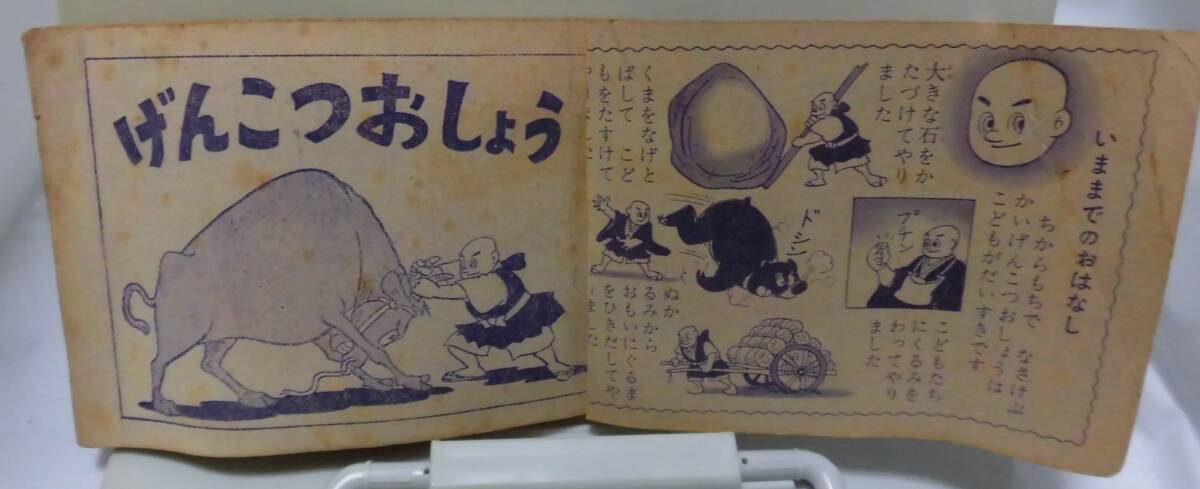 げんこつおしょう
いままでのおはなし
ちからもちで　なさけぶ
かいげんこつおしょうは
こどもがだいすきです
プチン
こどもたち
にくるみを
わってやり
ました
大きな石をか
たづけてやり
ました
くまをなげと
ばして　こど
もをたすけて
やりました
ドシン
ぬか
るみから
おもいにぐるま
をひきだしてや
りました